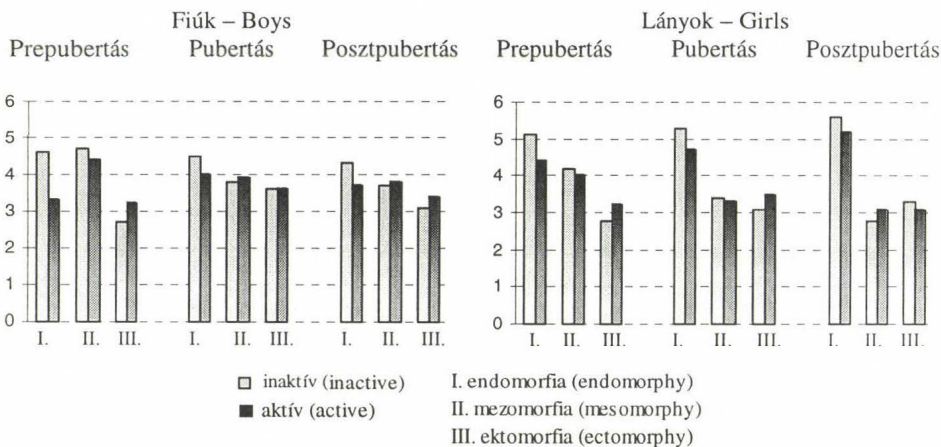 Fiúk – Boys
Prepubertás Pubertás Posztpubertás
6
5
4
3
2
1
0
I. II. III. I. II. III. I. II. III.
Lányok – Girls
Prepubertás Pubertás Posztpubertás
6
5
4
3
2
1
0
I. II. III. I. II. III. I. II. III.
inaktív (inactive)
aktív (active)
I. endomorfia (endomorphy)
II. mezomorfia (mesomorphy)
III. ektomorfia (ectomorphy)